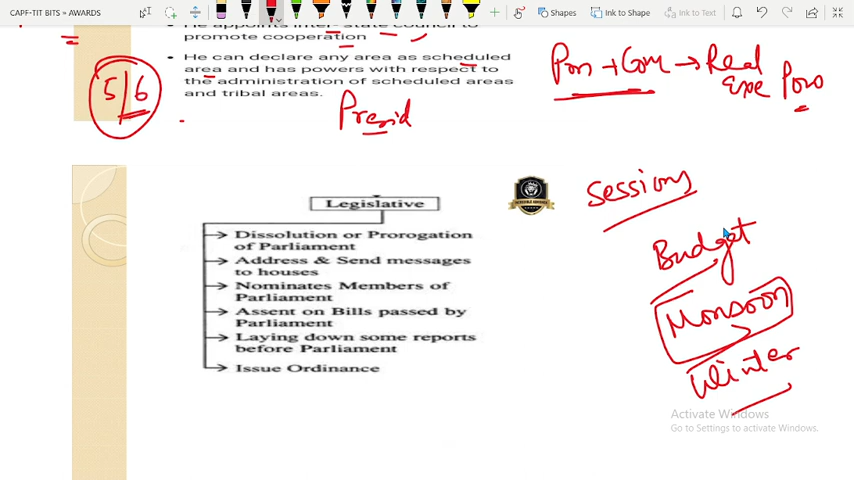 CAPF-TIT BITS » AWARDS
Shapes
Ink to Shape
Ink to Text
He appoints inter-state council to
promote cooperation
• He can declare any area as scheduled
area and has powers with respect to
the administration of scheduled areas
and tribal areas.
5/6
Presid
→ Real
Exe
Sessions
Budget
Monsoon
Winter
Legislative
Dissolution or Prorogation
of Parliament
Address & Send messages
to houses
Nominates Members of
Parliament
Assent on Bills passed by
Parliament
Laying down some reports
before Parliament
Issue Ordinance
Activate Windows
Go to Settings to activate Windows.